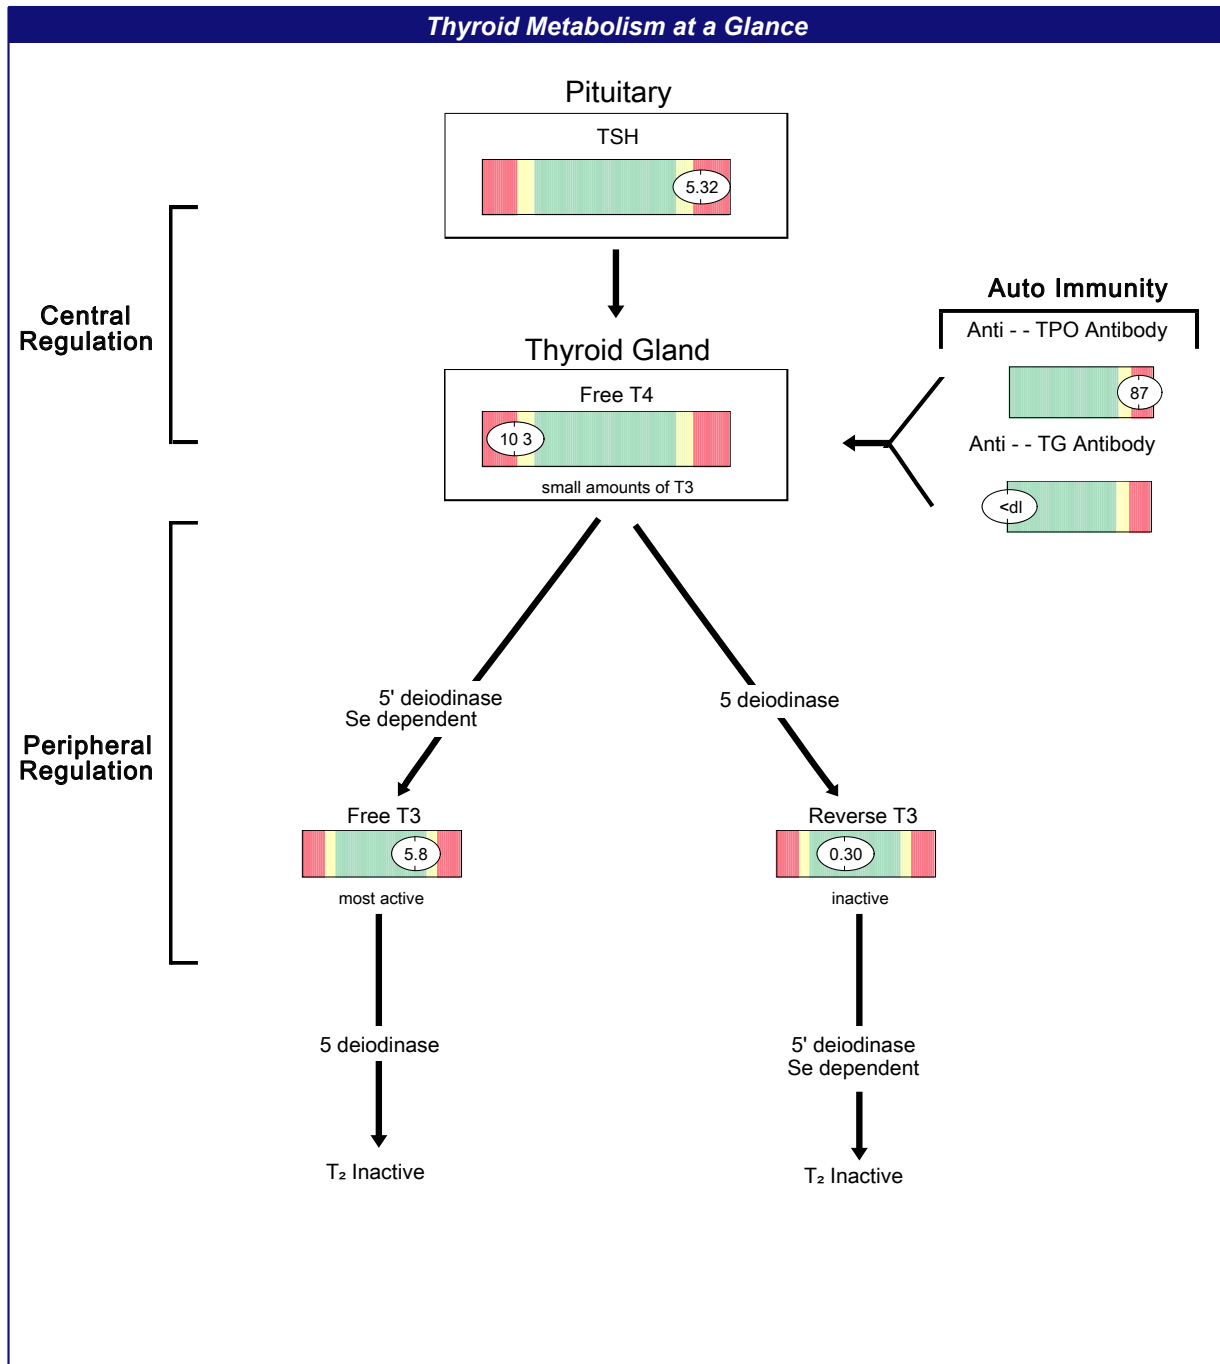 Thyroid Metabolism at a Glance
Pituitary
TSH
5.32
Central
Regulation
Auto Immunity
Anti - - TPO Antibody
87
Thyroid Gland
Free T4
10 3
small amounts of T3
Anti - - TG Antibody
<dl
5' deiodinase
Se dependent
5 deiodinase
Peripheral
Regulation
Free T3
5.8
most active
Reverse T3
0.30
inactive
5 deiodinase
5' deiodinase
Se dependent
T₂ Inactive
T₂ Inactive